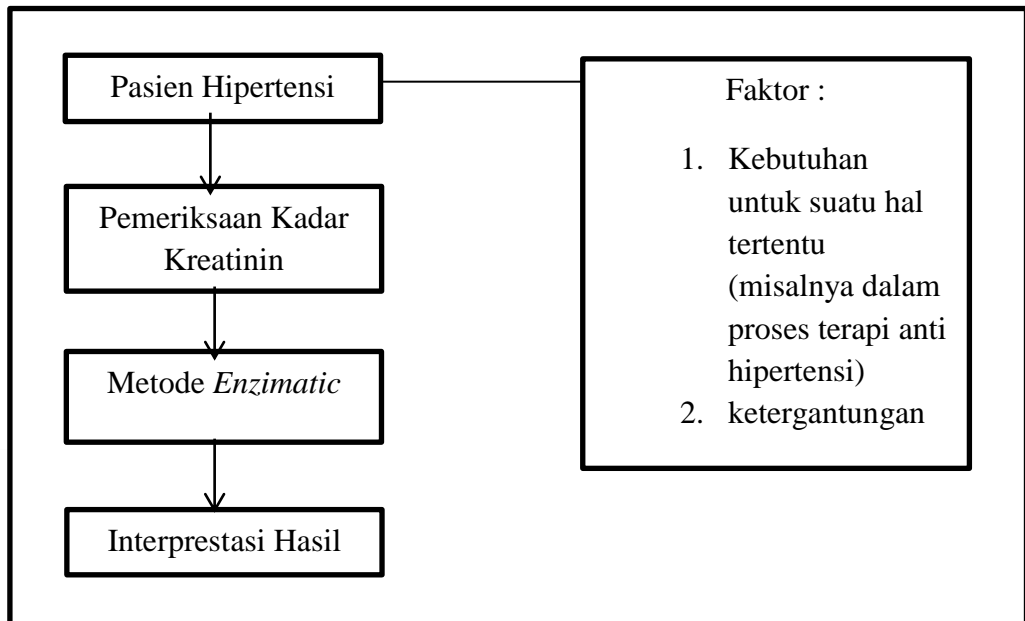 Pasien Hipertensi
Pemeriksaan Kadar
Kreatinin
Metode Enzimatic
Interprestasi Hasil
Faktor :
1. Kebutuhan
untuk suatu hal
tertentu
(misalnya dalam
proses terapi anti
hipertensi)
2. ketergantungan